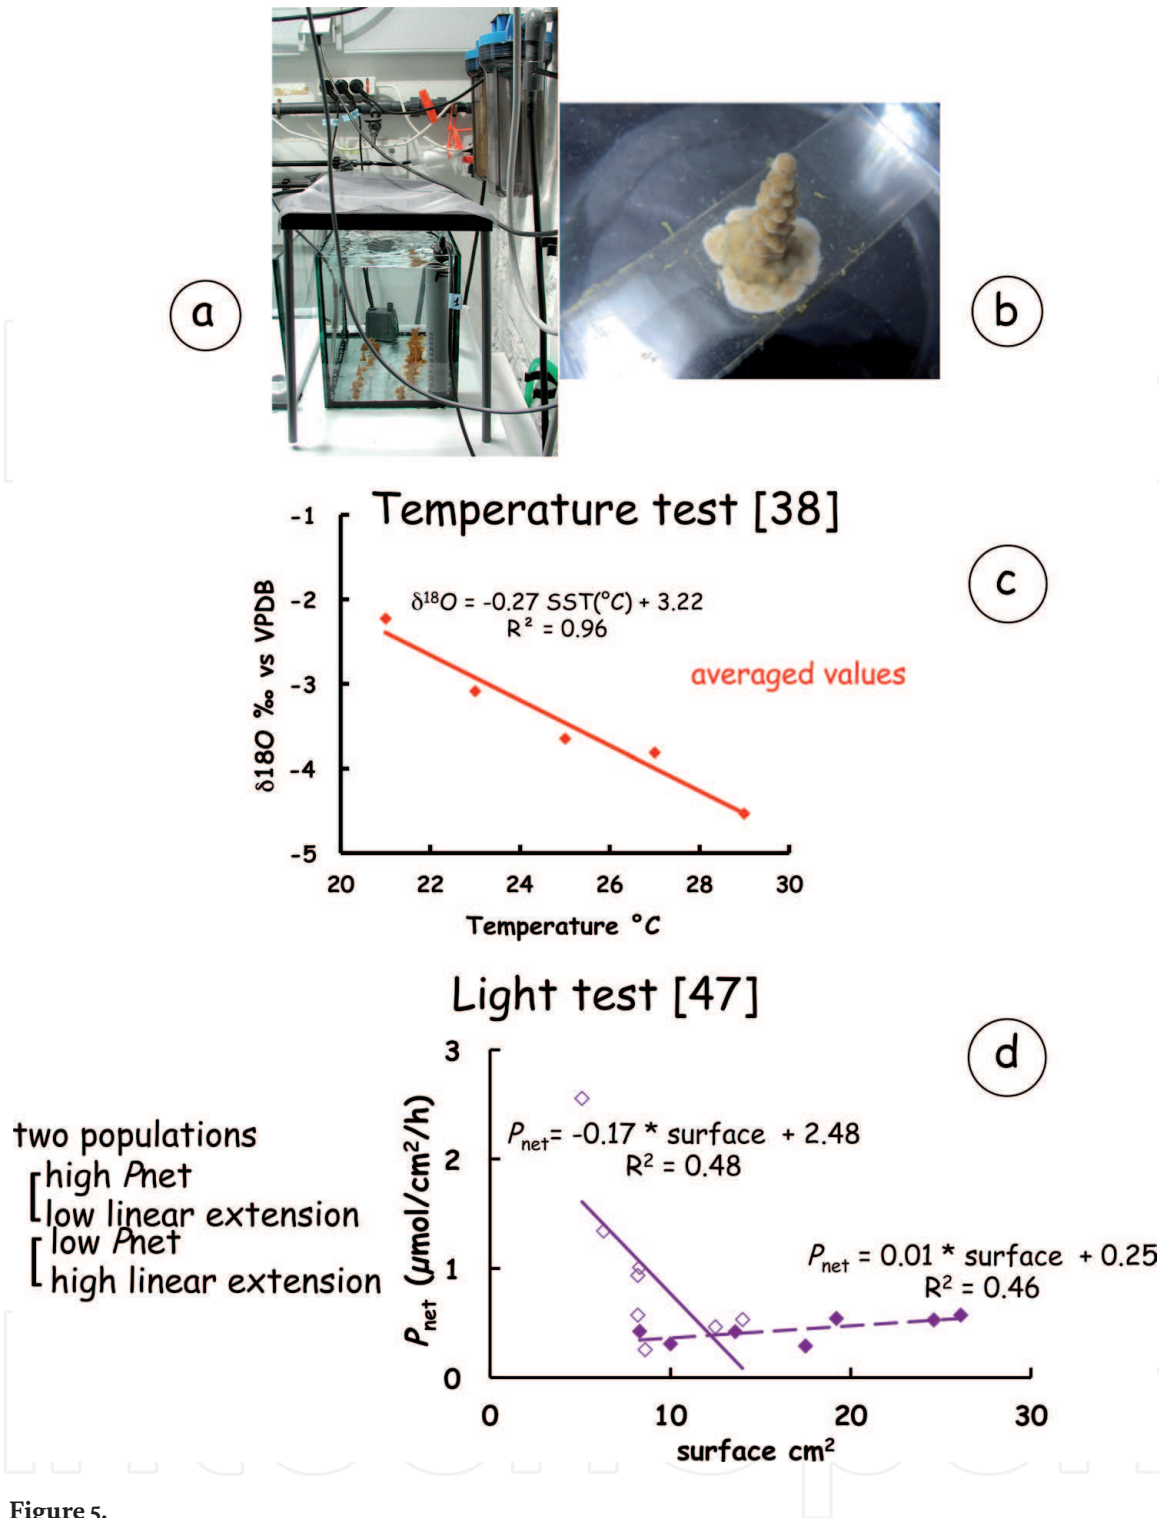 a
b
Temperature test [38]
c
-1
-2
-3
-4
-5
δ18O ‰ vs VPDB
δ¹⁸O = -0.27 SST(°C) + 3.22
R² = 0.96
averaged values
20 22 24 26 28 30
Temperature °C
Light test [47]
d
two populations
high Pnet
low linear extension
low Pnet
high linear extension
3
2
1
0
Pnet (µmol/cm²/h)
Pnet= -0.17 * surface + 2.48
R² = 0.48
Pnet = 0.01 * surface + 0.25
R² = 0.46
0 10 20 30
surface cm²
Figure 5.